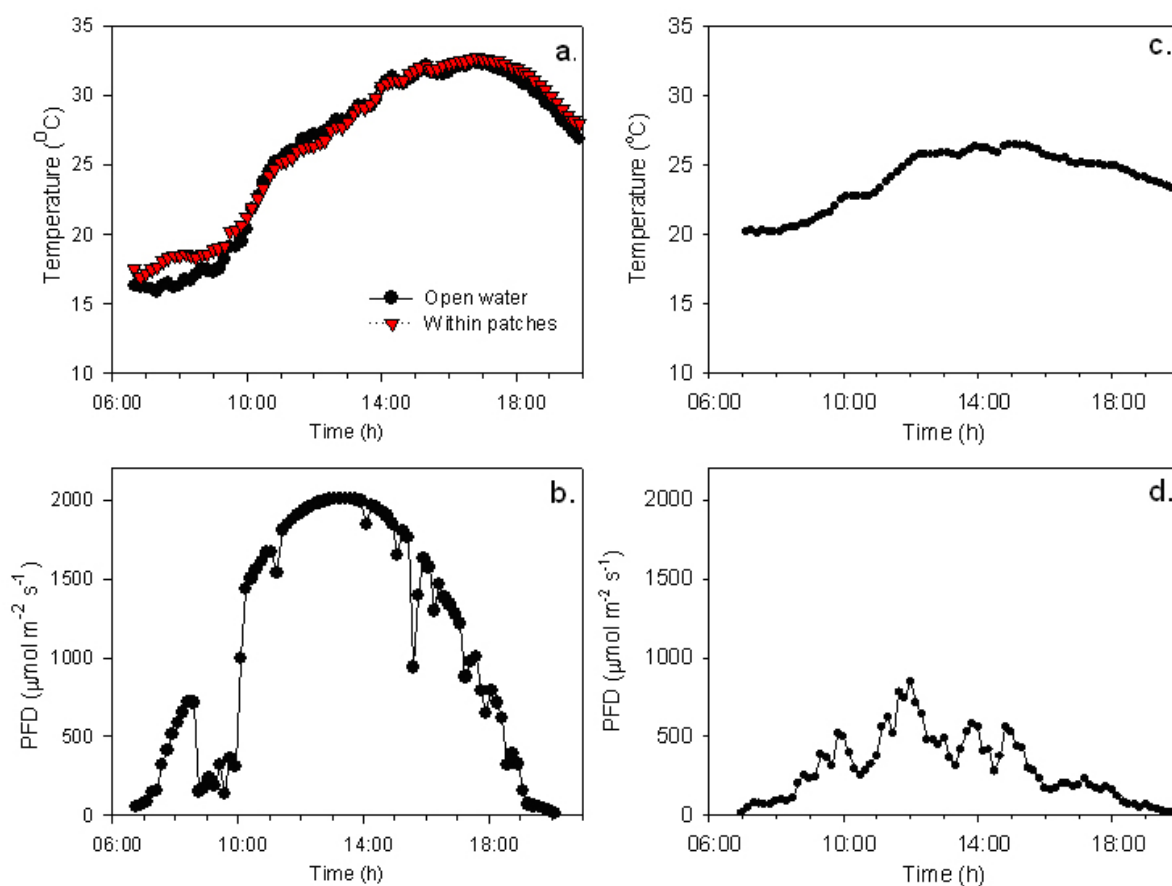 a.
35
30
25
20
15
10
Temperature (⁰C)
Open water
Within patches
06:00 10:00 14:00 18:00
Time (h)
c.
35
30
25
20
15
10
Temperature (°C)
06:00 10:00 14:00 18:00
Time (h)
b.
2000
1500
1000
500
0
PFD (µmol m⁻² s⁻¹)
06:00 10:00 14:00 18:00
Time (h)
d.
2000
1500
1000
500
0
PFD (µmol m⁻² s⁻¹)
06:00 10:00 14:00 18:00
Time (h)